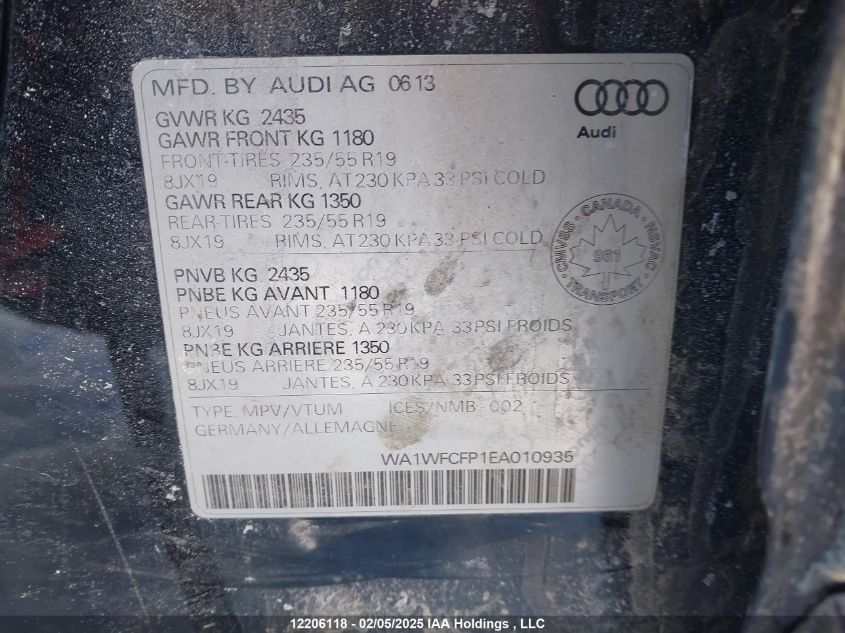 MFD. BY AUDI AG 0613
Audi
GVWR KG 2435
GAWR FRONT KG 1180
FRONT-TIRES 235/55 R19
8JX19 RIMS, AT 230 KPA 33 PSI COLD
GAWR REAR KG 1350
REAR-TIRES 235/55 R19
8JX19 RIMS, AT 230 KPA 33 PSI COLD
CMVSS - CANADA - NSVAC
961
TRANSPORT
PNVB KG 2435
PNBE KG AVANT 1180
PNEUS AVANT 235/55 R19
8JX19 JANTES, A 230 KPA 33 PSI FROIDS
PNBE KG ARRIERE 1350
PNEUS ARRIERE 235/55 R19
8JX19 JANTES, A 230 KPA 33 PSI FROIDS
TYPE: MPV/VTUM ICES/NMB-002
GERMANY/ALLEMAGNE
WA1WFCFP1EA010935
12206118 - 02/05/2025 IAA Holdings , LLC